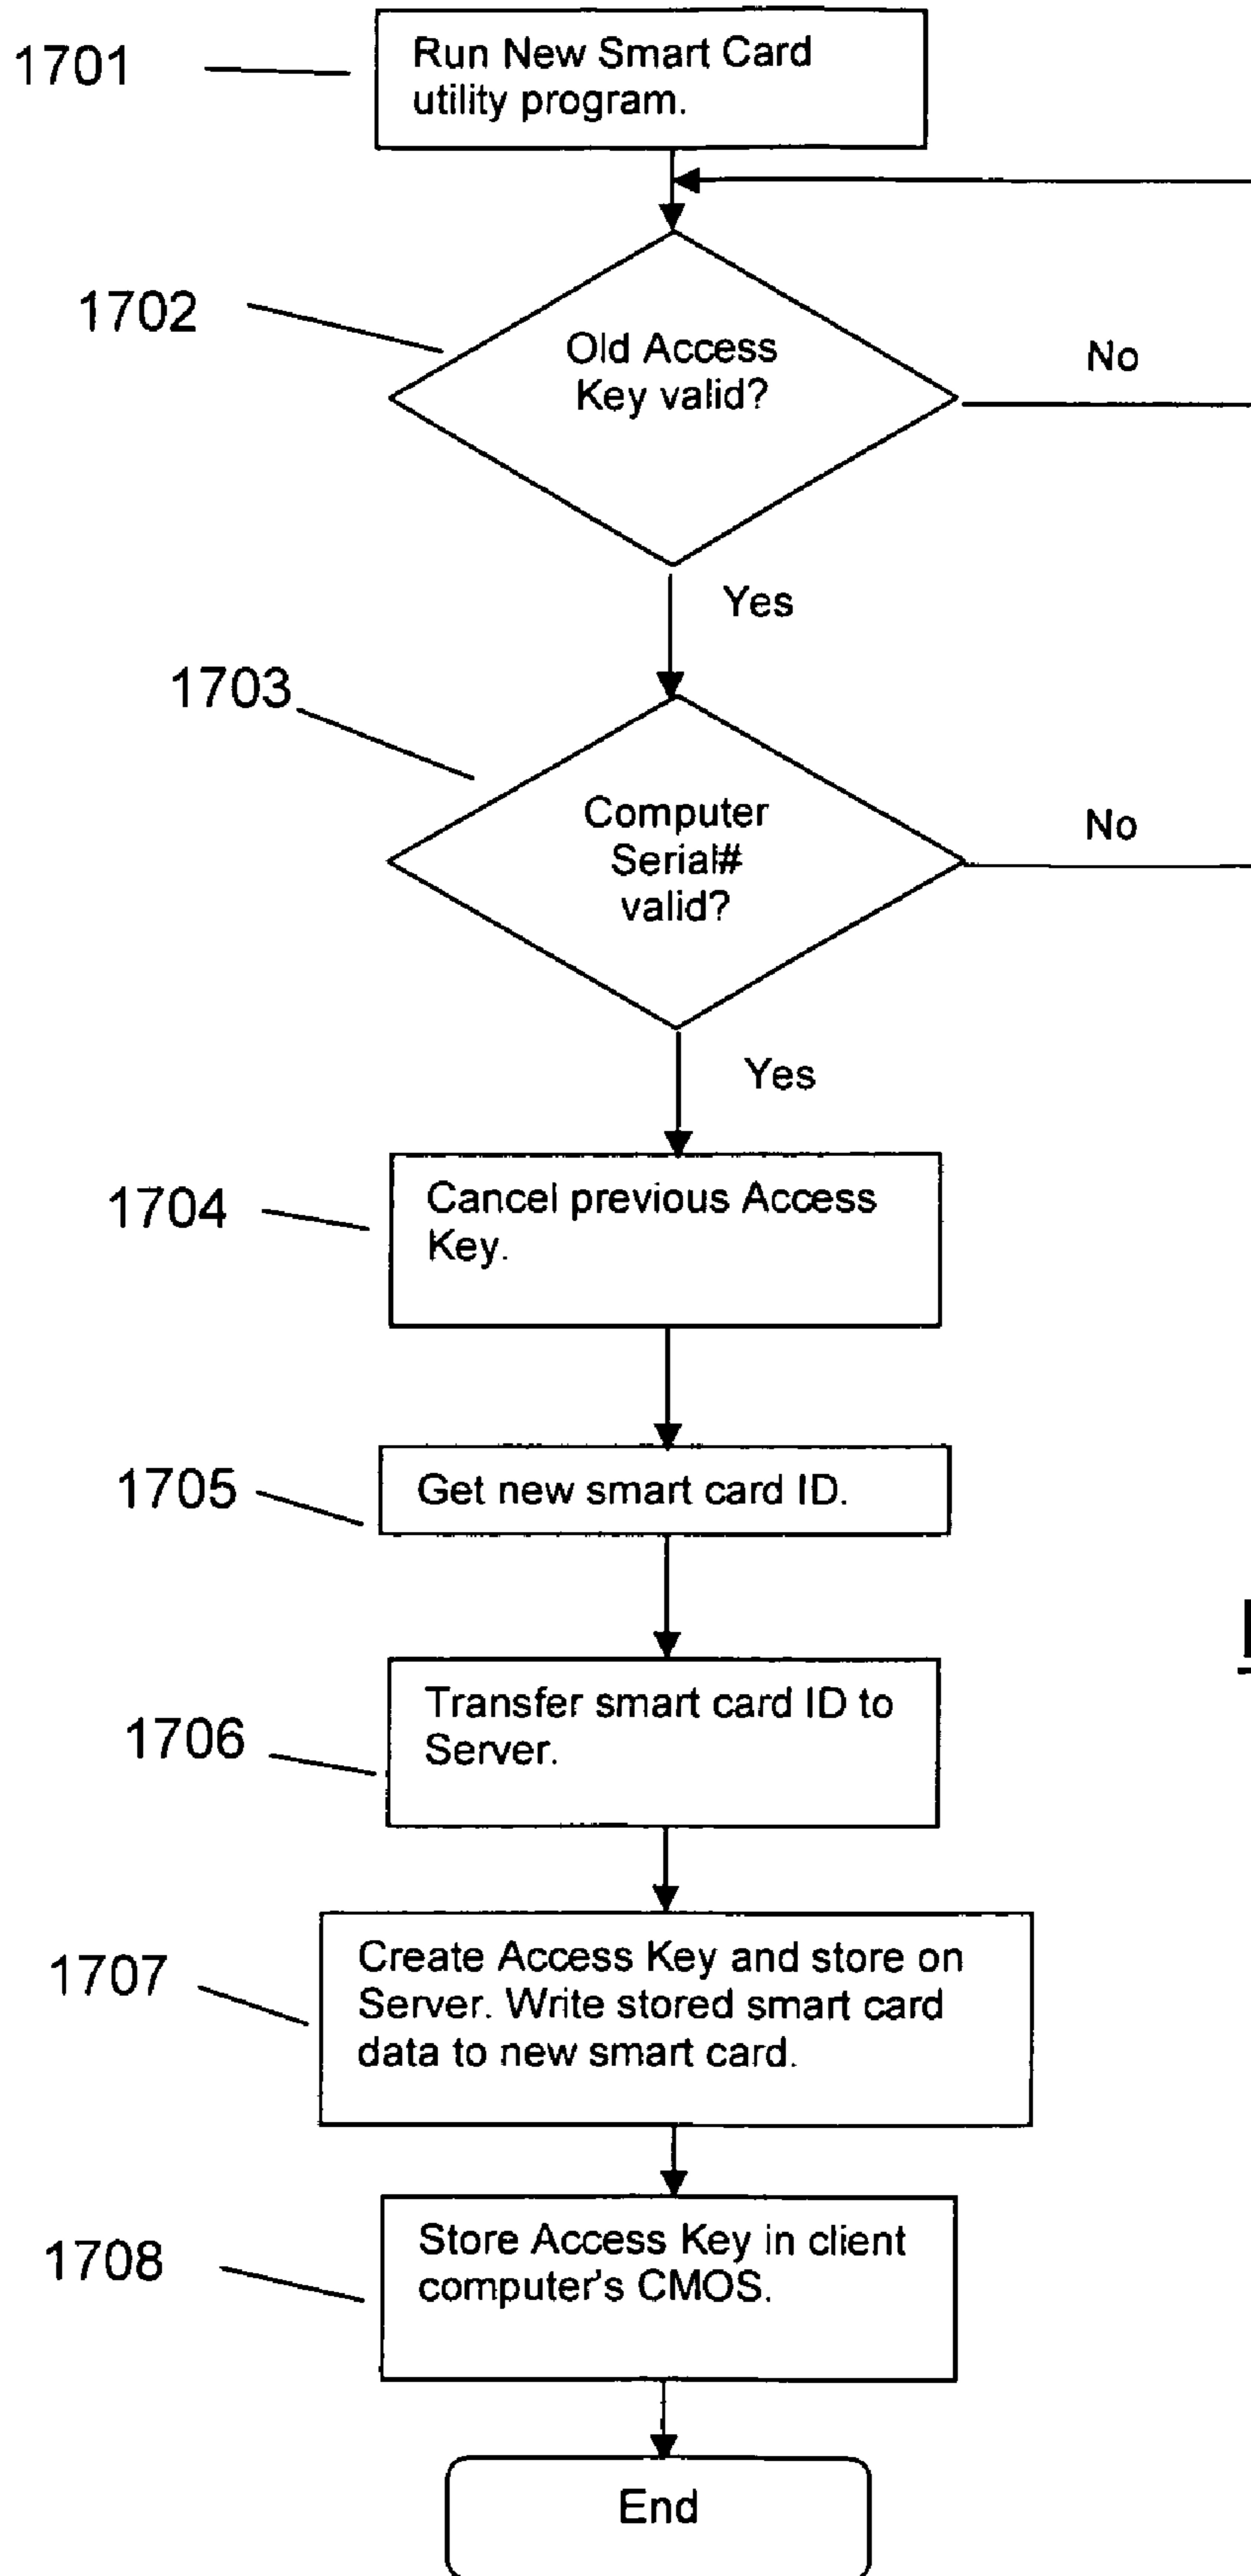 1701
Run New Smart Card
utility program.
1702
Old Access
Key valid?
No
Yes
1703
Computer
Serial#
valid?
No
Yes
1704
Cancel previous Access
Key.
1705
Get new smart card ID.
1706
Transfer smart card ID to
Server.
1707
Create Access Key and store on
Server. Write stored smart card
data to new smart card.
1708
Store Access Key in client
computer's CMOS.
End